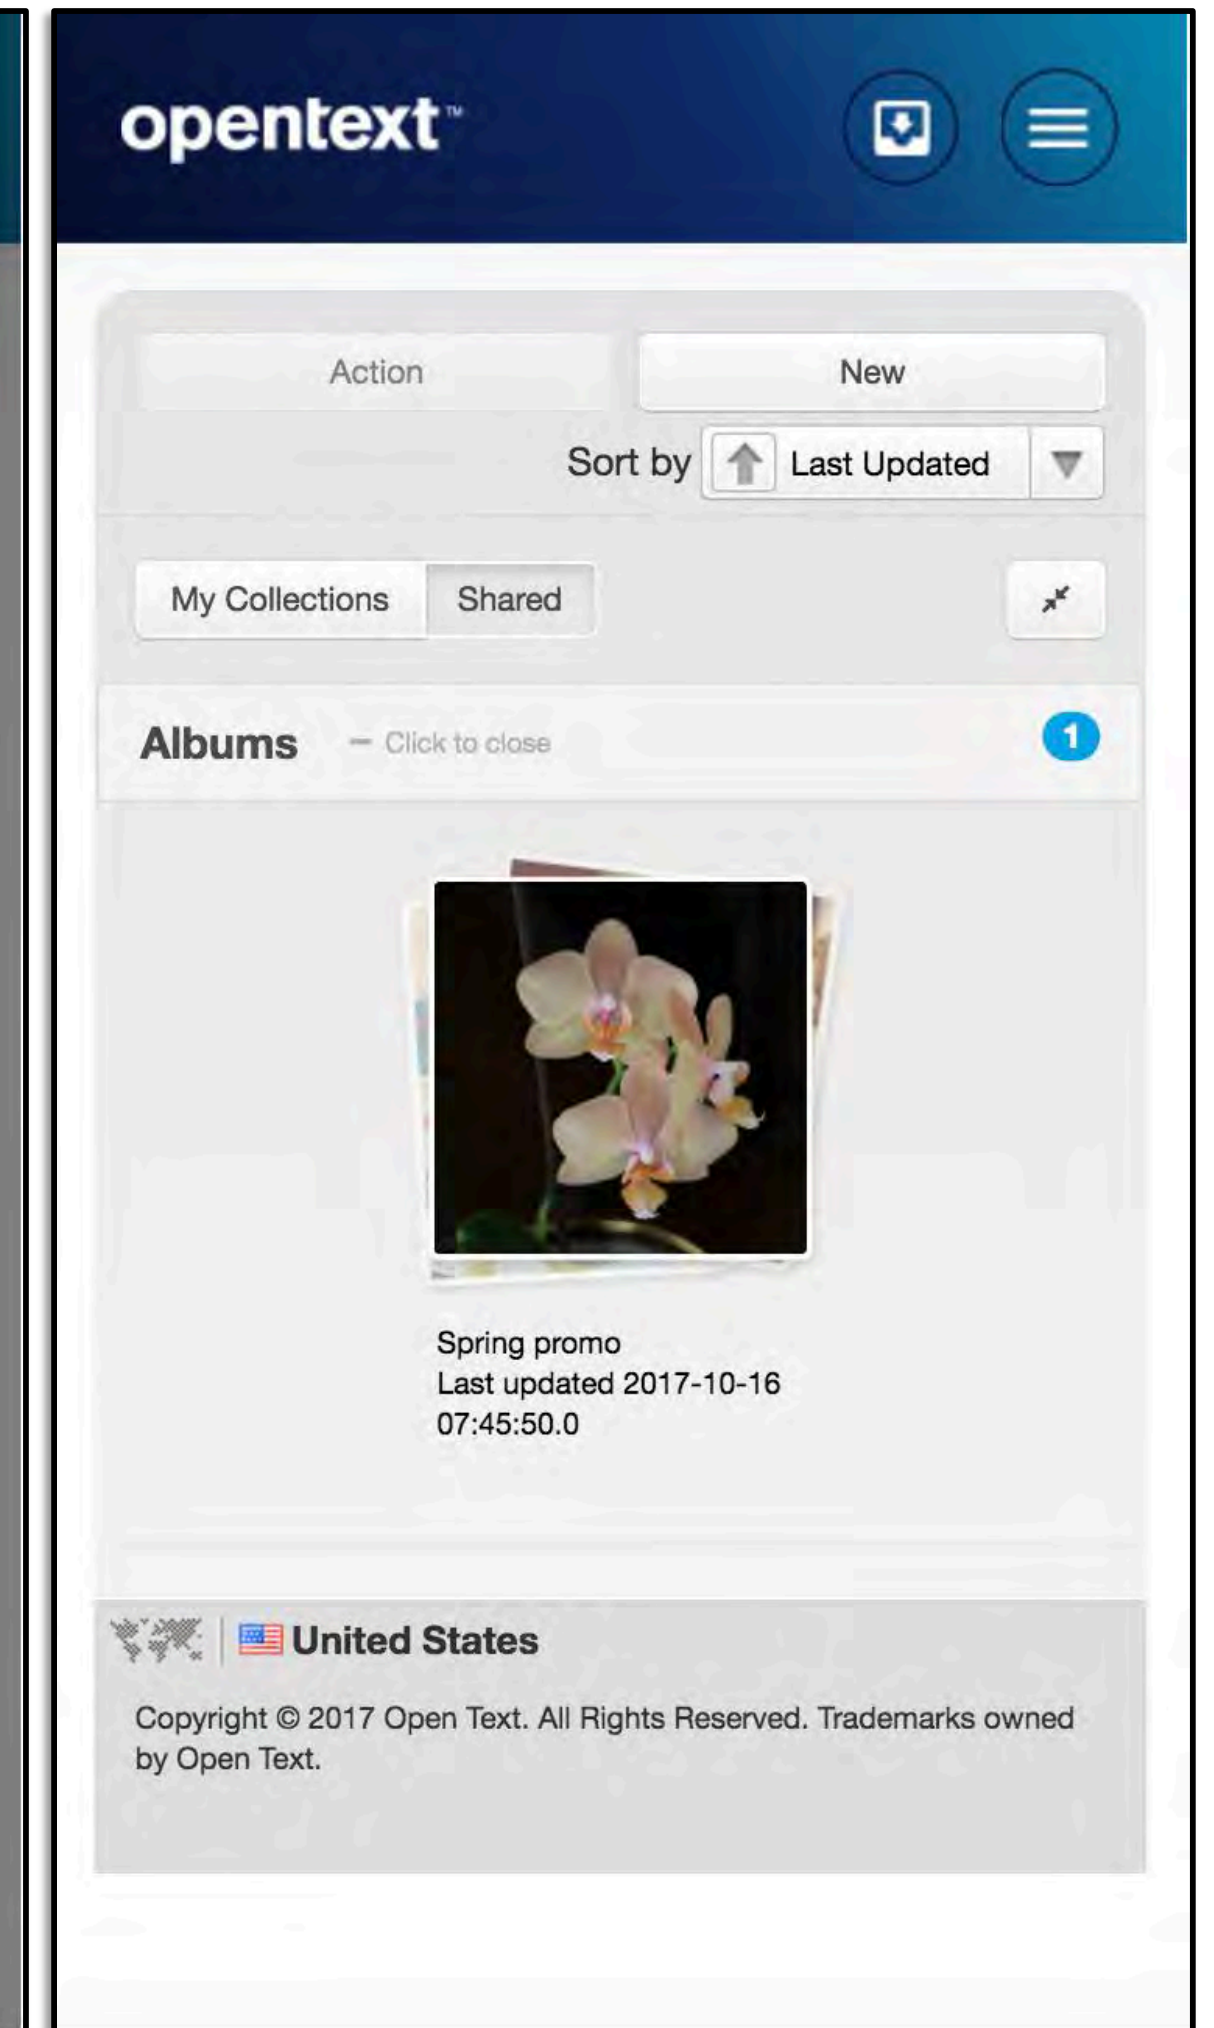 opentext™
Action
New
Sort by
Last Updated
My Collections
Shared
Albums
– Click to close
1
Spring promo
Last updated 2017-10-16
07:45:50.0
United States
Copyright © 2017 Open Text. All Rights Reserved. Trademarks owned
by Open Text.